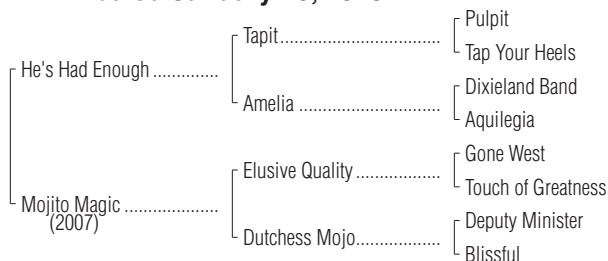 Pulpit
Tapit
Tap Your Heels
He's Had Enough
Dixieland Band
Amelia
Aquilegia
Gone West
Elusive Quality
Touch of Greatness
Mojito Magic
(2007)
Deputy Minister
Dutchess Mojo
Blissful